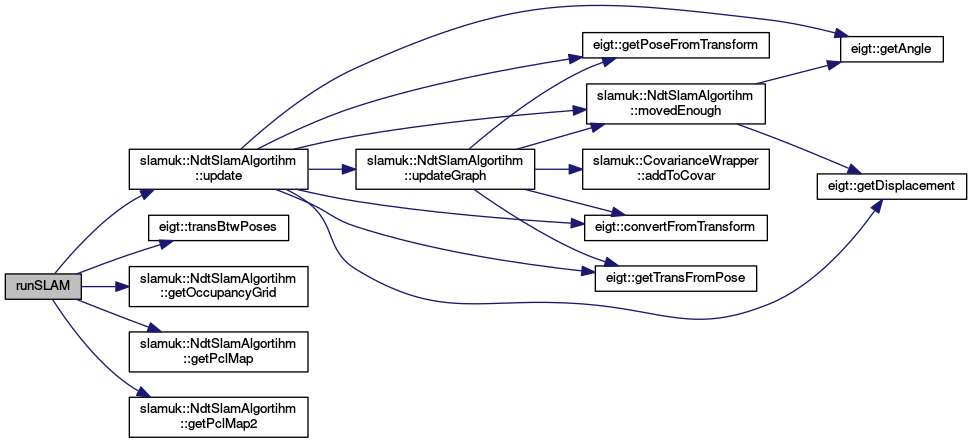 runSLAM
slamuk::NdtSlamAlgortihm
::update
eigt::transBtwPoses
slamuk::NdtSlamAlgortihm
::getOccupancyGrid
slamuk::NdtSlamAlgortihm
::getPclMap
slamuk::NdtSlamAlgortihm
::getPclMap2
slamuk::NdtSlamAlgortihm
::updateGraph
eigt::getPoseFromTransform
slamuk::NdtSlamAlgortihm
::movedEnough
slamuk::CovarianceWrapper
::addToCovar
eigt::convertFromTransform
eigt::getTransFromPose
eigt::getAngle
eigt::getDisplacement